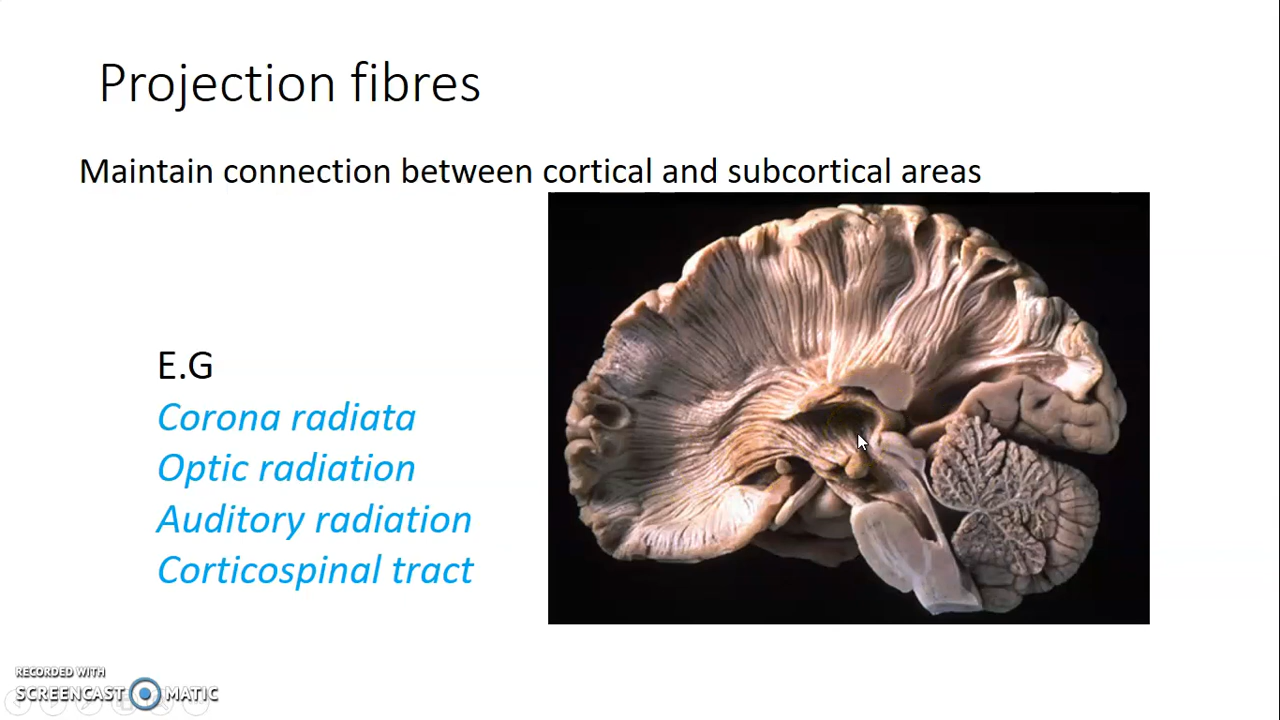 Projection fibres
Maintain connection between cortical and subcortical areas
E.G
Corona radiata
Optic radiation
Auditory radiation
Corticospinal tract
RECORDED WITH
SCREENCAST MATIC